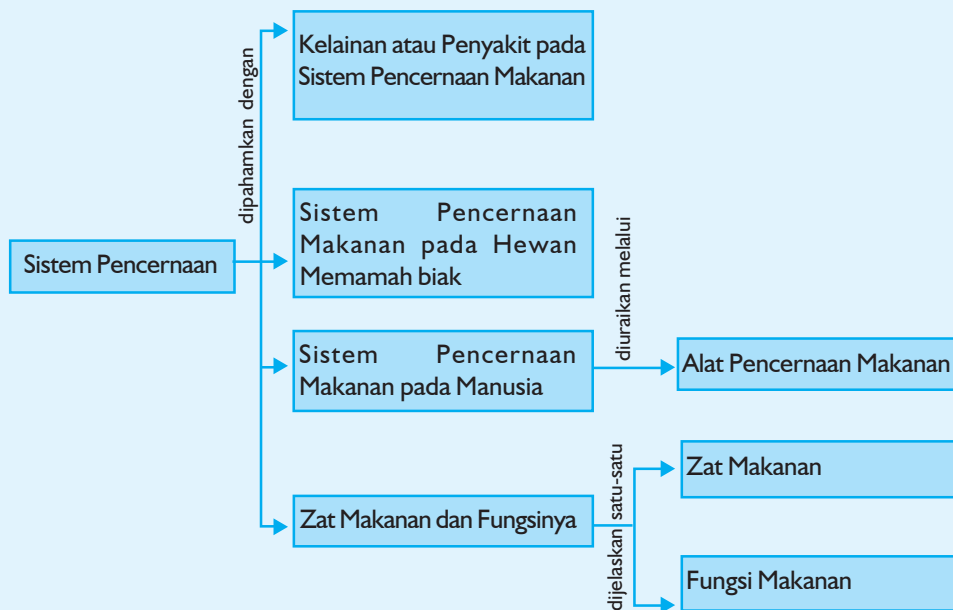 Sistem Pencernaan
dipahamkan dengan
Kelainan atau Penyakit pada
Sistem Pencernaan Makanan
Sistem Pencernaan
Makanan pada Hewan
Memamah biak
Sistem Pencernaan
Makanan pada Manusia
diuraikan melalui
Alat Pencernaan Makanan
Zat Makanan dan Fungsinya
dijelaskan satu-satu
Zat Makanan
Fungsi Makanan